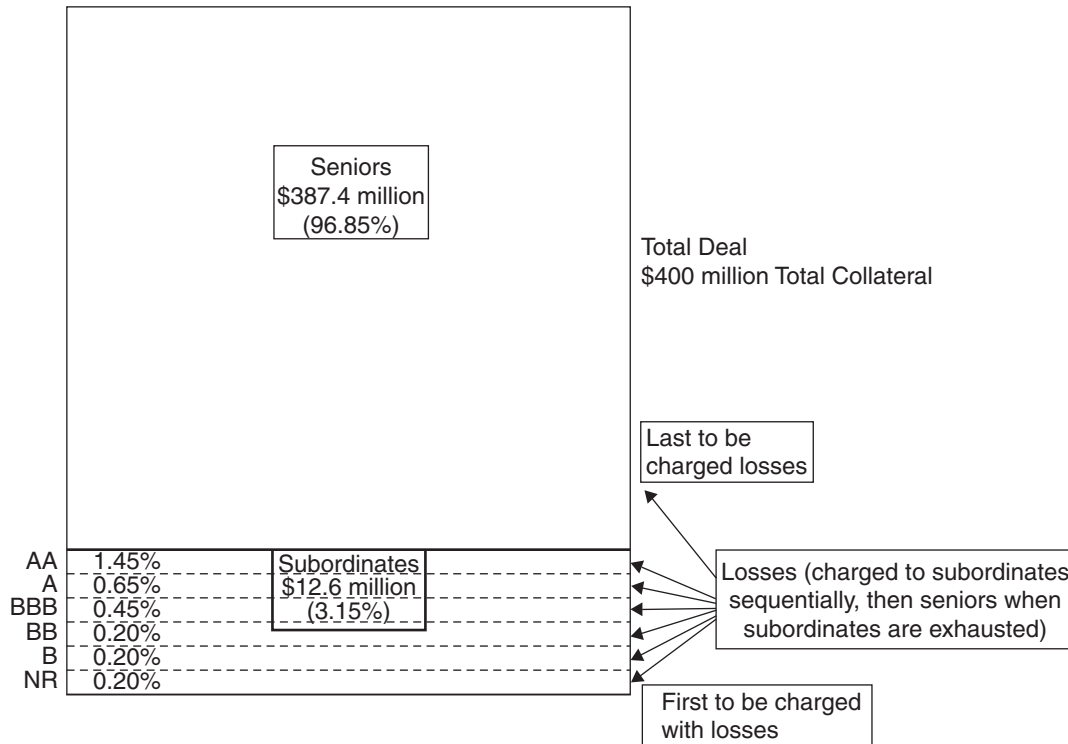 Seniors
$387.4 million
(96.85%)
Total Deal
$400 million Total Collateral
Last to be
charged losses
AA 1.45%
A 0.65%
BBB 0.45%
BB 0.20%
B 0.20%
NR 0.20%
Subordinates
$12.6 million
(3.15%)
Losses (charged to subordinates
sequentially, then seniors when
subordinates are exhausted)
First to be charged
with losses